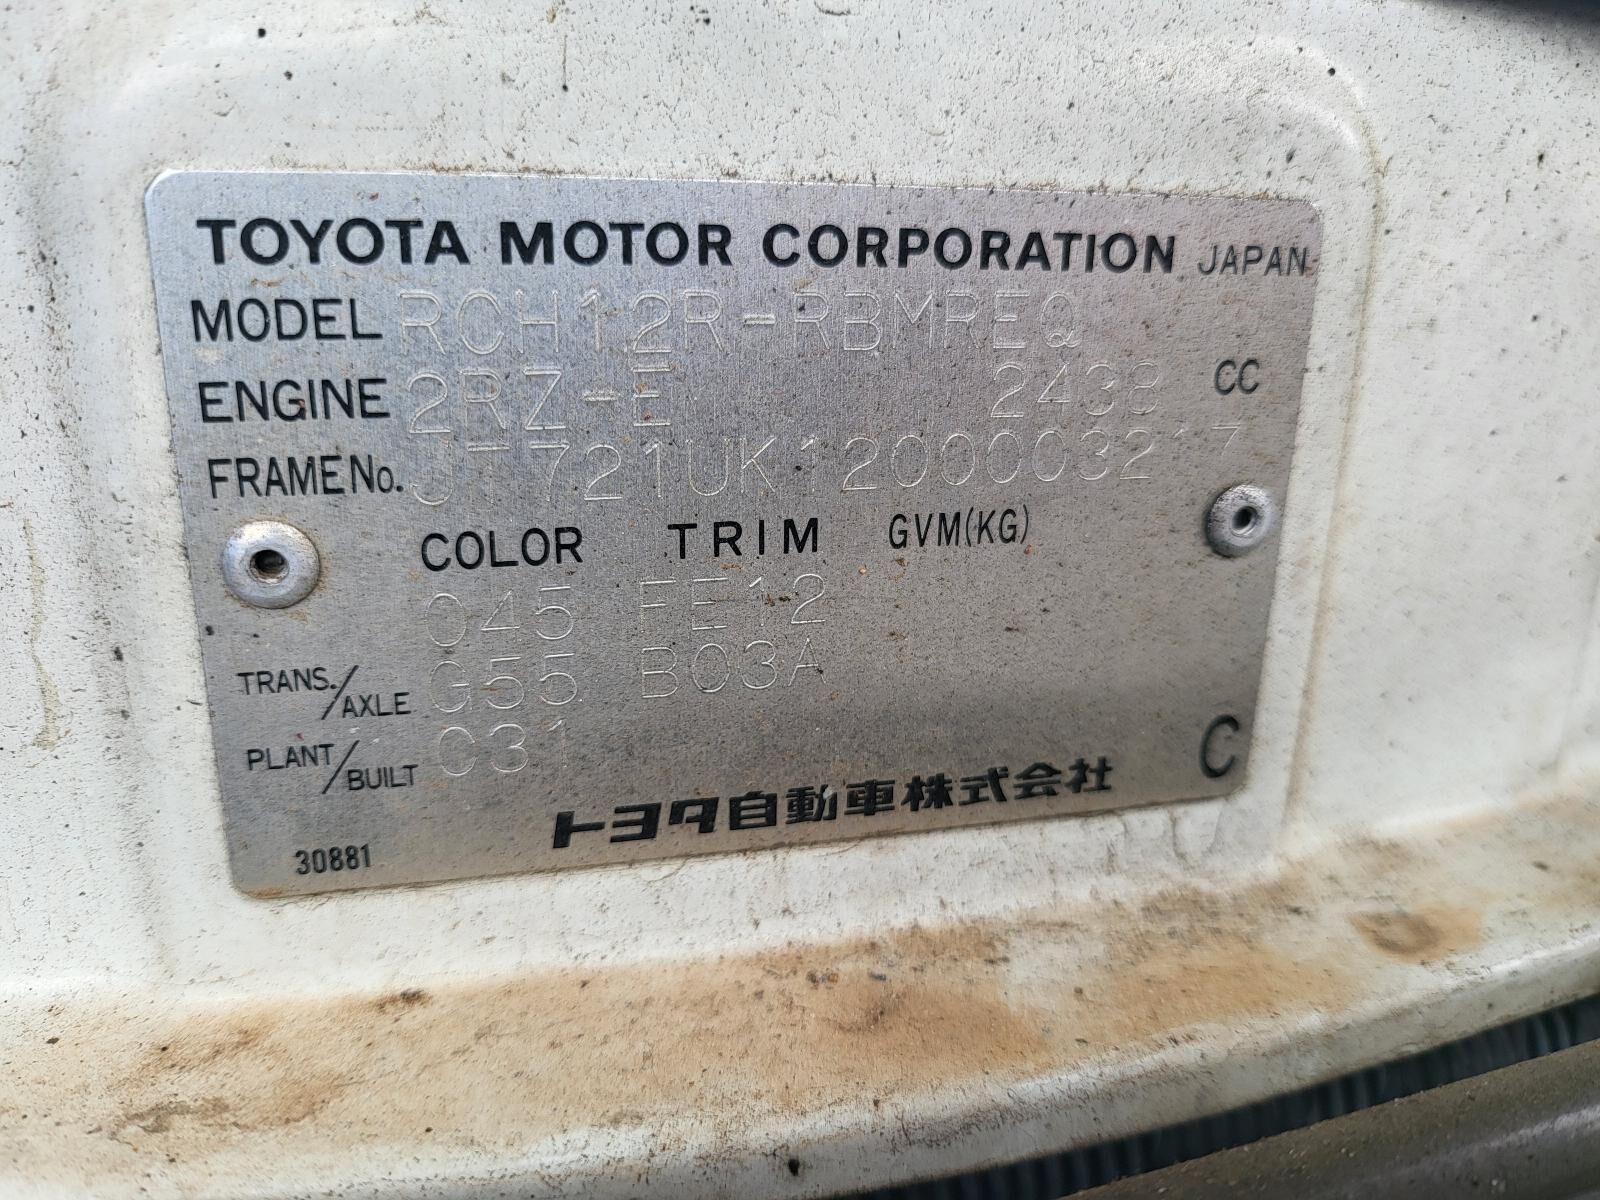 TOYOTA MOTOR CORPORATION JAPAN
MODEL RCH12R-RBMREQ
ENGINE 2RZ-E 2438 CC
FRAME No. JT721UK1200003217
COLOR TRIM GVM(KG)
045 FE12
TRANS./AXLE G55 B03A
PLANT/BUILT C31
トヨタ自動車株式会社 C
30881